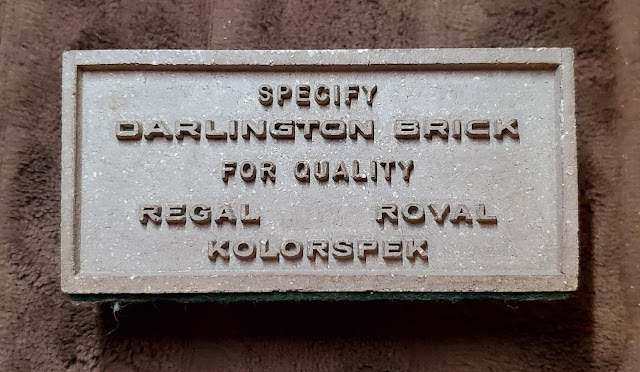 SPECIFY
DARLINGTON BRICK
FOR QUALITY
REGAL ROYAL
KOLORSPEK